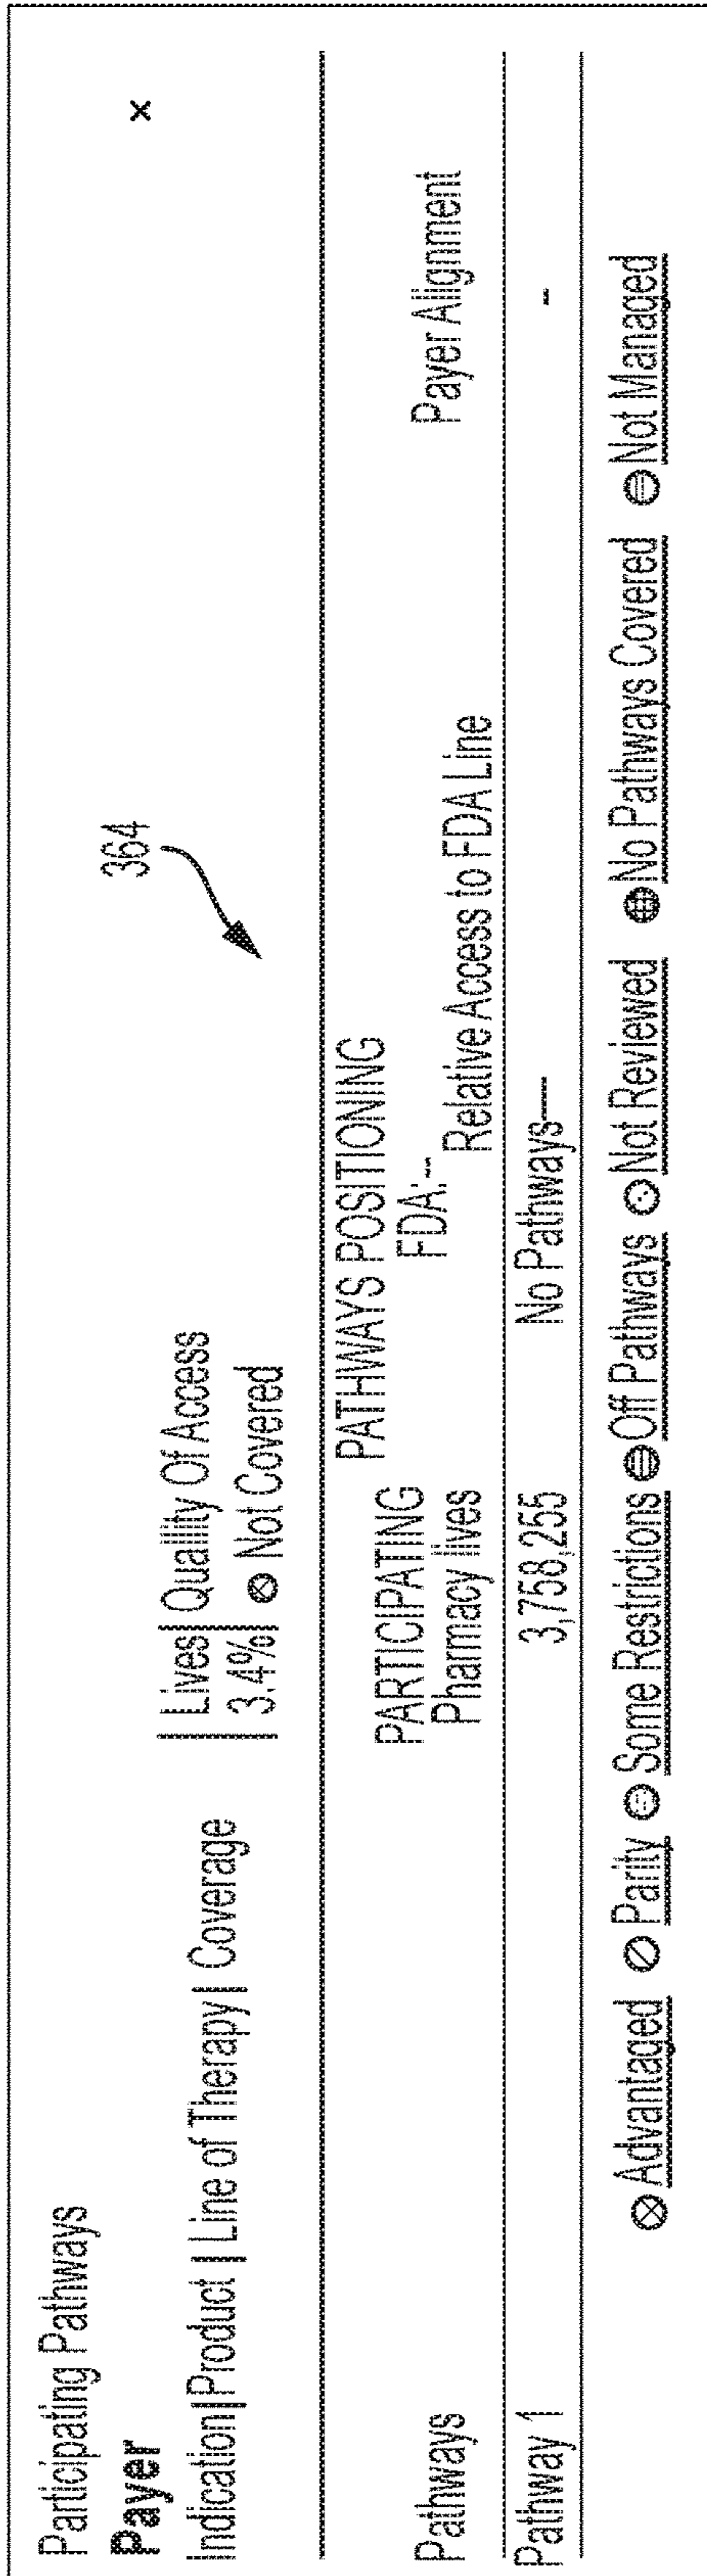 Participating Pathways
×
Payer
364
Indication|Product | Line of Therapy | Coverage
| Lives | Quality Of Access
| 3.4% | Not Covered
PATHWAYS POSITIONING
PARTICIPATING FDA:--
Pathways Pharmacy lives Relative Access to FDA Line Payer Alignment
Pathway 1 3,758,255 No Pathways---- -
Advantaged Parity Some Restrictions Off Pathways Not Reviewed No Pathways Covered Not Managed